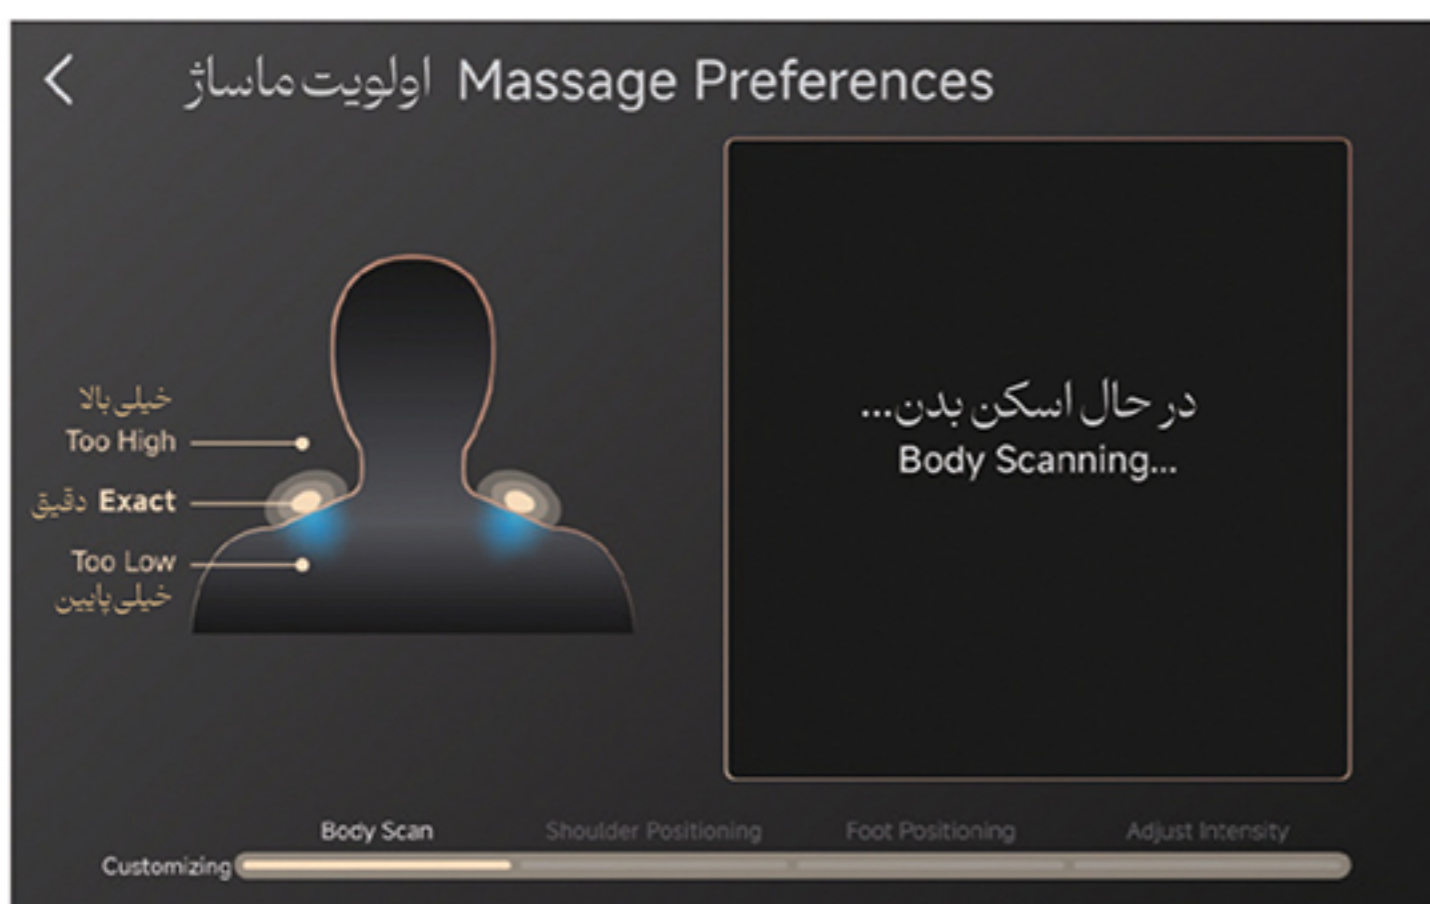 اولویت ماساژ Massage Preferences
خیلی بالا
Too High
دقیق Exact
Too Low
خیلی پایین
در حال اسکن بدن...
Body Scanning...
Body Scan Shoulder Positioning Foot Positioning Adjust Intensity
Customizing